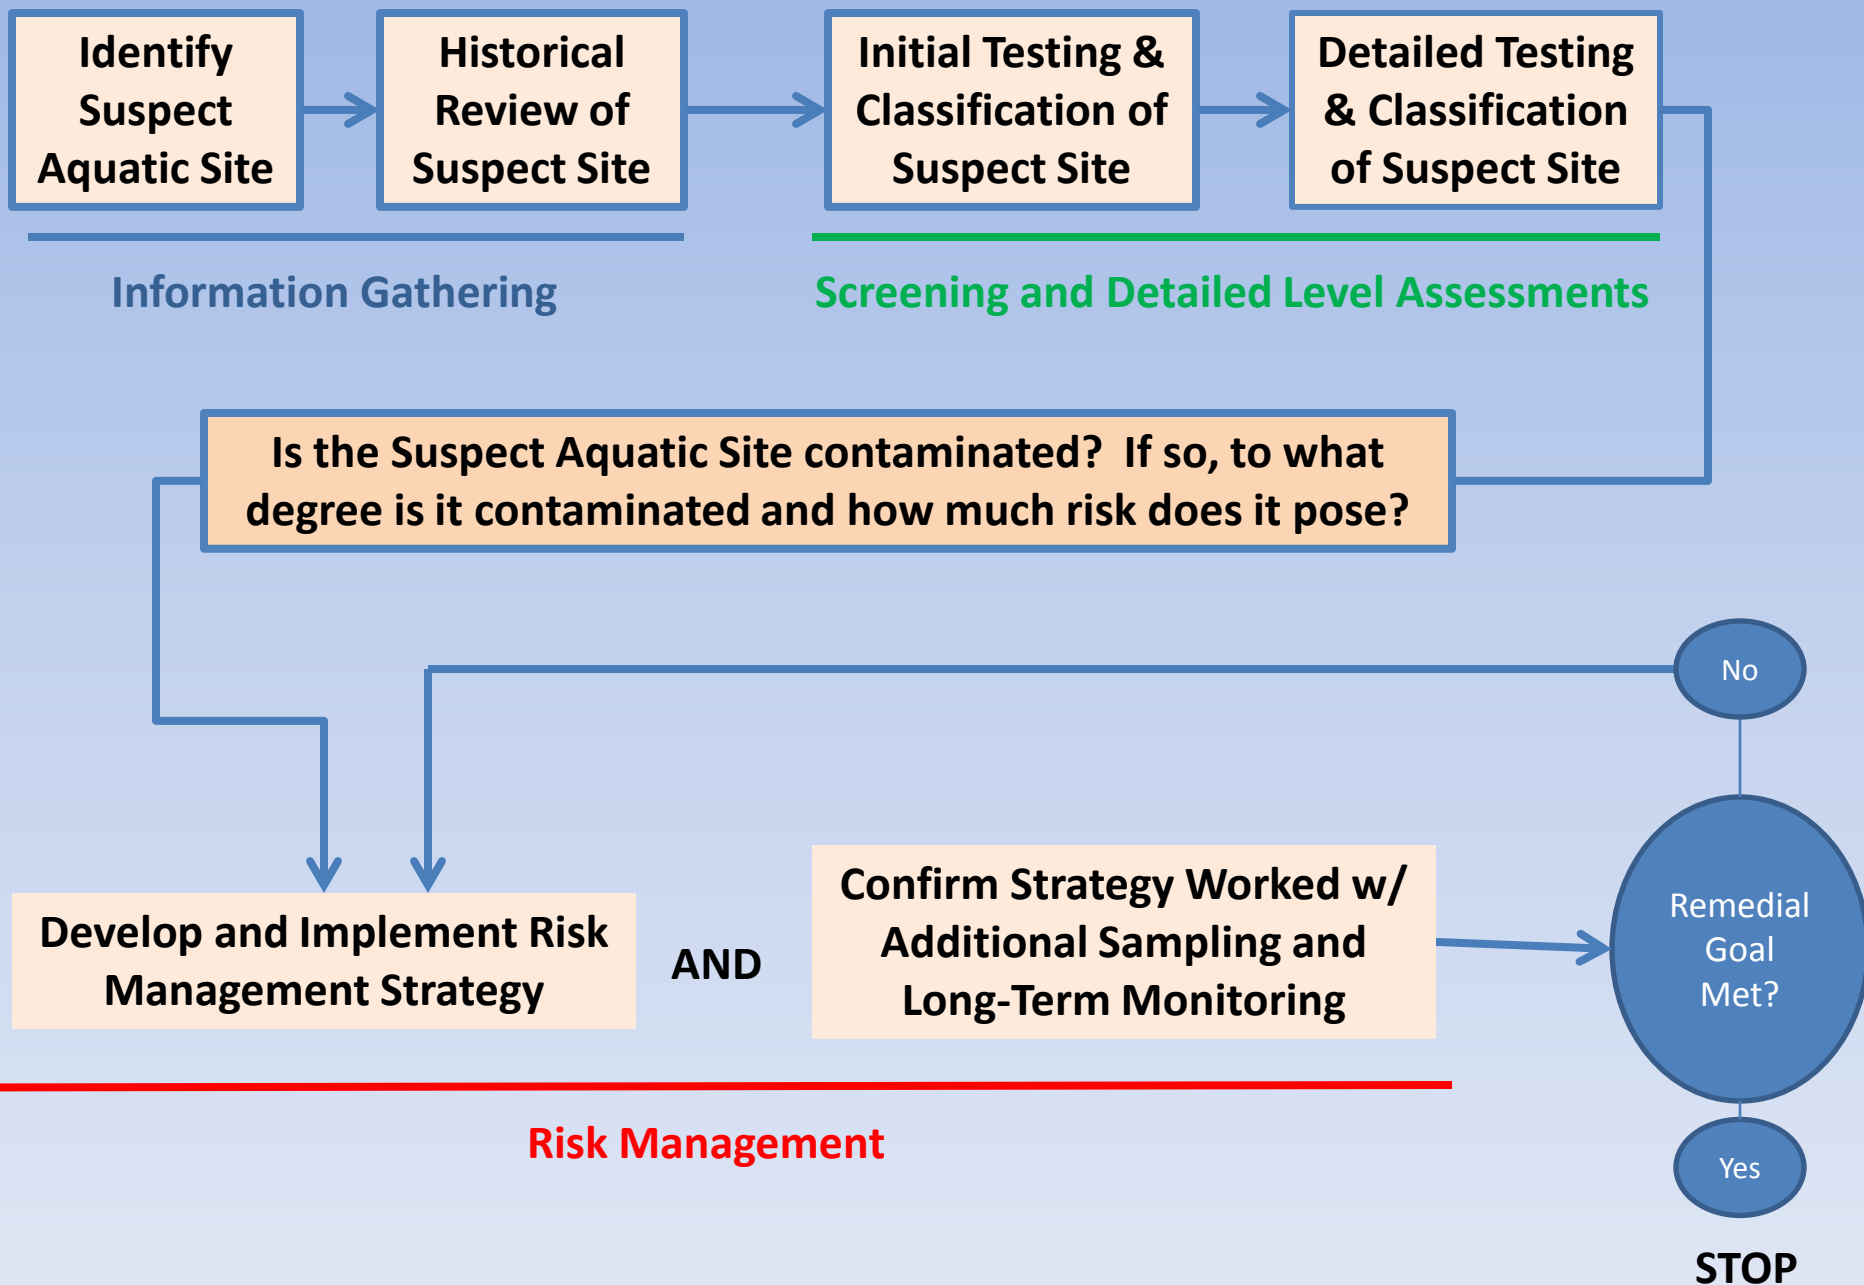 Identify
Suspect
Aquatic Site
Historical
Review of
Suspect Site
Initial Testing &
Classification of
Suspect Site
Detailed Testing
& Classification
of Suspect Site
Information Gathering
Screening and Detailed Level Assessments
Is the Suspect Aquatic Site contaminated?  If so, to what
degree is it contaminated and how much risk does it pose?
No
Develop and Implement Risk
Management Strategy
AND
Confirm Strategy Worked w/
Additional Sampling and
Long-Term Monitoring
Remedial
Goal
Met?
Risk Management
Yes
STOP